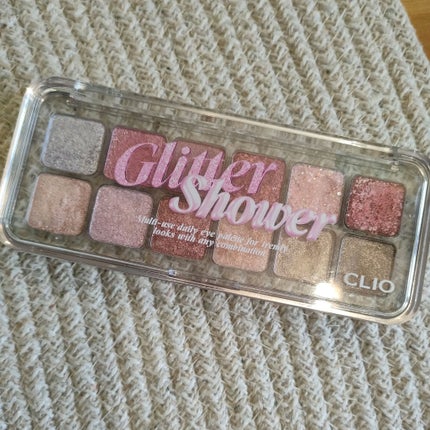 Glitter
Shower
Multi-use daily eye palette for trendy
looks with any combination
CLIO